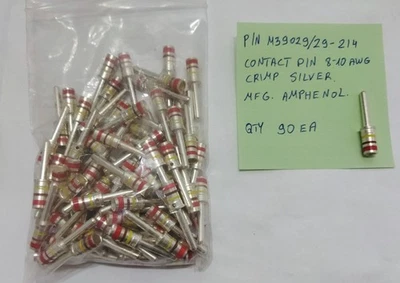 P/N M39029/29-214
CONTACT PIN 8-10 AWG
CRIMP SILVER.
MFG. AMPHENOL.
QTY 90 EA